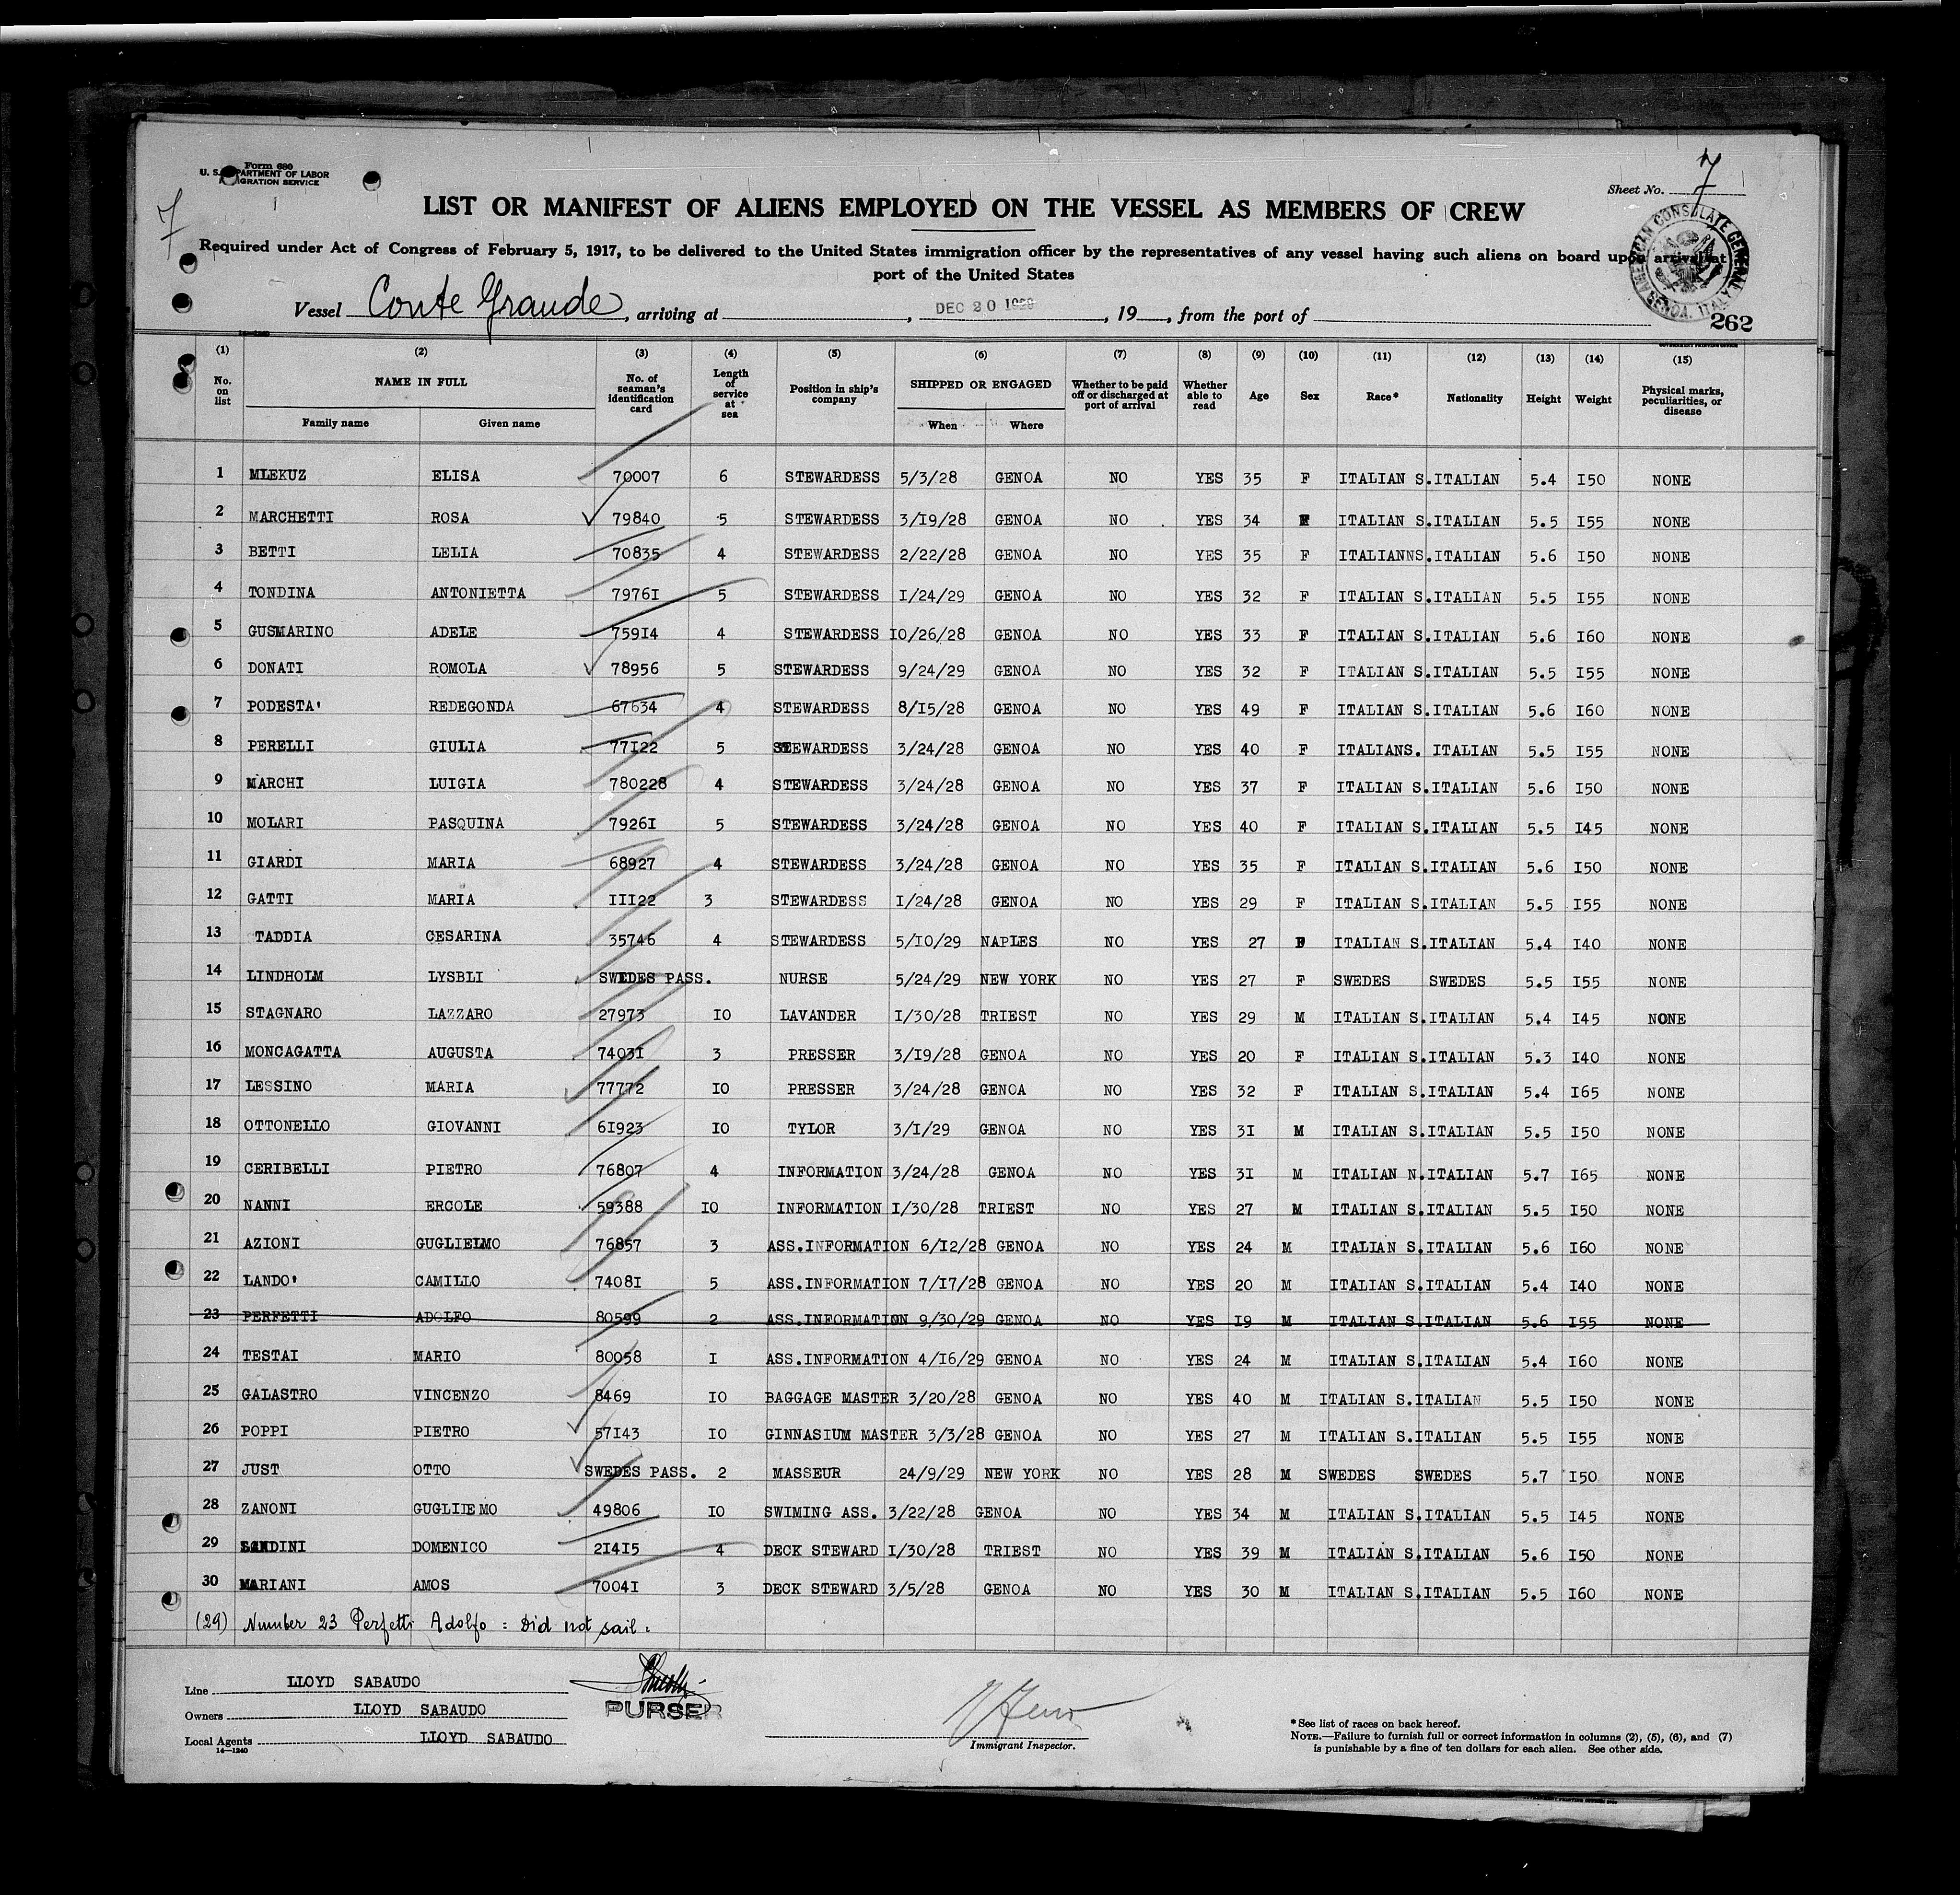 Form 680
U. S. DEPARTMENT OF LABOR
IMMIGRATION SERVICE
7
Sheet No. 7
LIST OR MANIFEST OF ALIENS EMPLOYED ON THE VESSEL AS MEMBERS OF CREW
Required under Act of Congress of February 5, 1917, to be delivered to the United States immigration officer by the representatives of any vessel having such aliens on board upon arrival at
port of the United States
AMERICAN CONSULATE GENERAL GENOA, ITALY
Vessel Conte Grande, arriving at , DEC 20 1929, 19 , from the port of
262
14-1240
GOVERNMENT PRINTING OFFICE
(1) (2) (3) (4) (5) (6) (7) (8) (9) (10) (11) (12) (13) (14) (15)
No. on list NAME IN FULL Family name Given name No. of seaman's identification card Length of service at sea Position in ship's company SHIPPED OR ENGAGED When Where Whether to be paid off or discharged at port of arrival Whether able to read Age Sex Race* Nationality Height Weight Physical marks, peculiarities, or disease
1 MLEKUZ ELISA 70007 6 STEWARDESS 5/3/28 GENOA NO YES 35 F ITALIAN S. ITALIAN 5.4 I50 NONE
2 MARCHETTI ROSA 79840 5 STEWARDESS 3/I9/28 GENOA NO YES 34 F ITALIAN S. ITALIAN 5.5 I55 NONE
3 BETTI LELIA 70835 4 STEWARDESS 2/22/28 GENOA NO YES 35 F ITALIANNS. ITALIAN 5.6 I50 NONE
4 TONDINA ANTONIETTA 7976I 5 STEWARDESS I/24/29 GENOA NO YES 32 F ITALIAN S. ITALIAN 5.5 I55 NONE
5 GUSMARINO ADELE 759I4 4 STEWARDESS I0/26/28 GENOA NO YES 33 F ITALIAN S. ITALIAN 5.6 I60 NONE
6 DONATI ROMOLA 78956 5 STEWARDESS 9/24/29 GENOA NO YES 32 F ITALIAN S. ITALIAN 5.5 I55 NONE
7 PODESTA' REDEGONDA 67634 4 STEWARDESS 8/I5/28 GENOA NO YES 49 F ITALIAN S. ITALIAN 5.6 I60 NONE
8 PERELLI GIULIA 77I22 5 STEWARDESS 3/24/28 GENOA NO YES 40 F ITALIANS. ITALIAN 5.5 I55 NONE
9 MARCHI LUIGIA 780228 4 STEWARDESS 3/24/28 GENOA NO YES 37 F ITALIAN S. ITALIAN 5.6 I50 NONE
10 MOLARI PASQUINA 7926I 5 STEWARDESS 3/24/28 GENOA NO YES 40 F ITALIAN S. ITALIAN 5.5 I45 NONE
11 GIARDI MARIA 68927 4 STEWARDESS 3/24/28 GENOA NO YES 35 F ITALIAN S. ITALIAN 5.6 I50 NONE
12 GATTI MARIA III22 3 STEWARDESS I/24/28 GENOA NO YES 29 F ITALIAN S. ITALIAN 5.5 I55 NONE
13 TADDIA CESARINA 35746 4 STEWARDESS 5/I0/29 NAPLES NO YES 27 F ITALIAN S. ITALIAN 5.4 I40 NONE
14 LINDHOLM LYSBLI SWEDES PASS. NURSE 5/24/29 NEW YORK NO YES 27 F SWEDES SWEDES 5.5 I55 NONE
15 STAGNARO LAZZARO 27973 I0 LAVANDER I/30/28 TRIEST NO YES 29 M ITALIAN S. ITALIAN 5.4 I45 NONE
16 MONCAGATTA AUGUSTA 7403I 3 PRESSER 3/I9/28 GENOA NO YES 20 F ITALIAN S. ITALIAN 5.3 I40 NONE
17 LESSINO MARIA 77772 I0 PRESSER 3/24/28 GENOA NO YES 32 F ITALIAN S. ITALIAN 5.4 I65 NONE
18 OTTONELLO GIOVANNI 6I923 I0 TYLOR 3/I/29 GENOA NO YES 3I M ITALIAN S. ITALIAN 5.5 I50 NONE
19 CERIBELLI PIETRO 76807 4 INFORMATION 3/24/28 GENOA NO YES 3I M ITALIAN N. ITALIAN 5.7 I65 NONE
20 NANNI ERCOLE 59388 I0 INFORMATION I/30/28 TRIEST NO YES 27 M ITALIAN S. ITALIAN 5.5 I50 NONE
21 AZIONI GUGLIELMO 76857 3 ASS.INFORMATION 6/I2/28 GENOA NO YES 24 M ITALIAN S. ITALIAN 5.6 I60 NONE
22 LANDO' CAMILLO 7408I 5 ASS.INFORMATION 7/I7/28 GENOA NO YES 20 M ITALIAN S. ITALIAN 5.4 I40 NONE
23 PERFETTI ADOLFO 80599 2 ASS.INFORMATION 9/30/29 GENOA NO YES I9 M ITALIAN S. ITALIAN 5.6 I55 NONE
24 TESTAI MARIO 80058 I ASS.INFORMATION 4/I6/29 GENOA NO YES 24 M ITALIAN S. ITALIAN 5.4 I60 NONE
25 GALASTRO VINCENZO 8469 I0 BAGGAGE MASTER 3/20/28 GENOA NO YES 40 M ITALIAN S. ITALIAN 5.5 I50 NONE
26 POPPI PIETRO 57I43 I0 GINNASIUM MASTER 3/3/28 GENOA NO YES 27 M ITALIAN S. ITALIAN 5.5 I55 NONE
27 JUST OTTO SWEDES PASS. 2 MASSEUR 24/9/29 NEW YORK NO YES 28 M SWEDES SWEDES 5.7 I50 NONE
28 ZANONI GUGLIEMO 49806 I0 SWIMING ASS. 3/22/28 GENOA NO YES 34 M ITALIAN S. ITALIAN 5.5 I45 NONE
29 DOMENICO 2I4I5 4 DECK STEWARD I/30/28 TRIEST NO YES 39 M ITALIAN S. ITALIAN 5.6 I50 NONE
30 MARIANI AMOS 7004I 3 DECK STEWARD 3/5/28 GENOA NO YES 30 M ITALIAN S. ITALIAN 5.5 I60 NONE
(29) Number 23 Perfetti Adolfo : Did not sail :
Line LLOYD SABAUDO
Owners LLOYD SABAUDO
Local Agents LLOYD SABAUDO
14-1240
PURSER
Immigrant Inspector.
*See list of races on back hereof.
NOTE.—Failure to furnish full or correct information in columns (2), (5), (6), and (7)
is punishable by a fine of ten dollars for each alien. See other side.